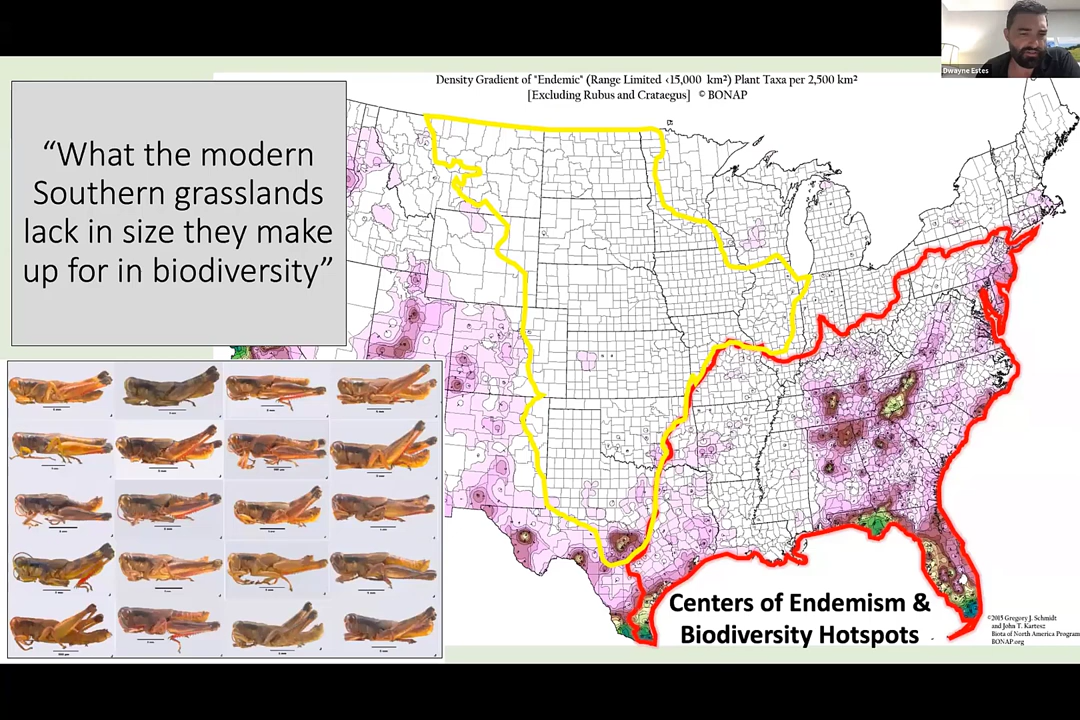 Dwayne Estes
Density Gradient of "Endemic" (Range Limited <15,000 km²) Plant Taxa per 2,500 km²
[Excluding Rubus and Crataegus] © BONAP
“What the modern
Southern grasslands
lack in size they make
up for in biodiversity”
Centers of Endemism &
Biodiversity Hotspots
©2015 Gregory J. Schmidt
and John T. Kartesz
Biota of North America Program
BONAP.org